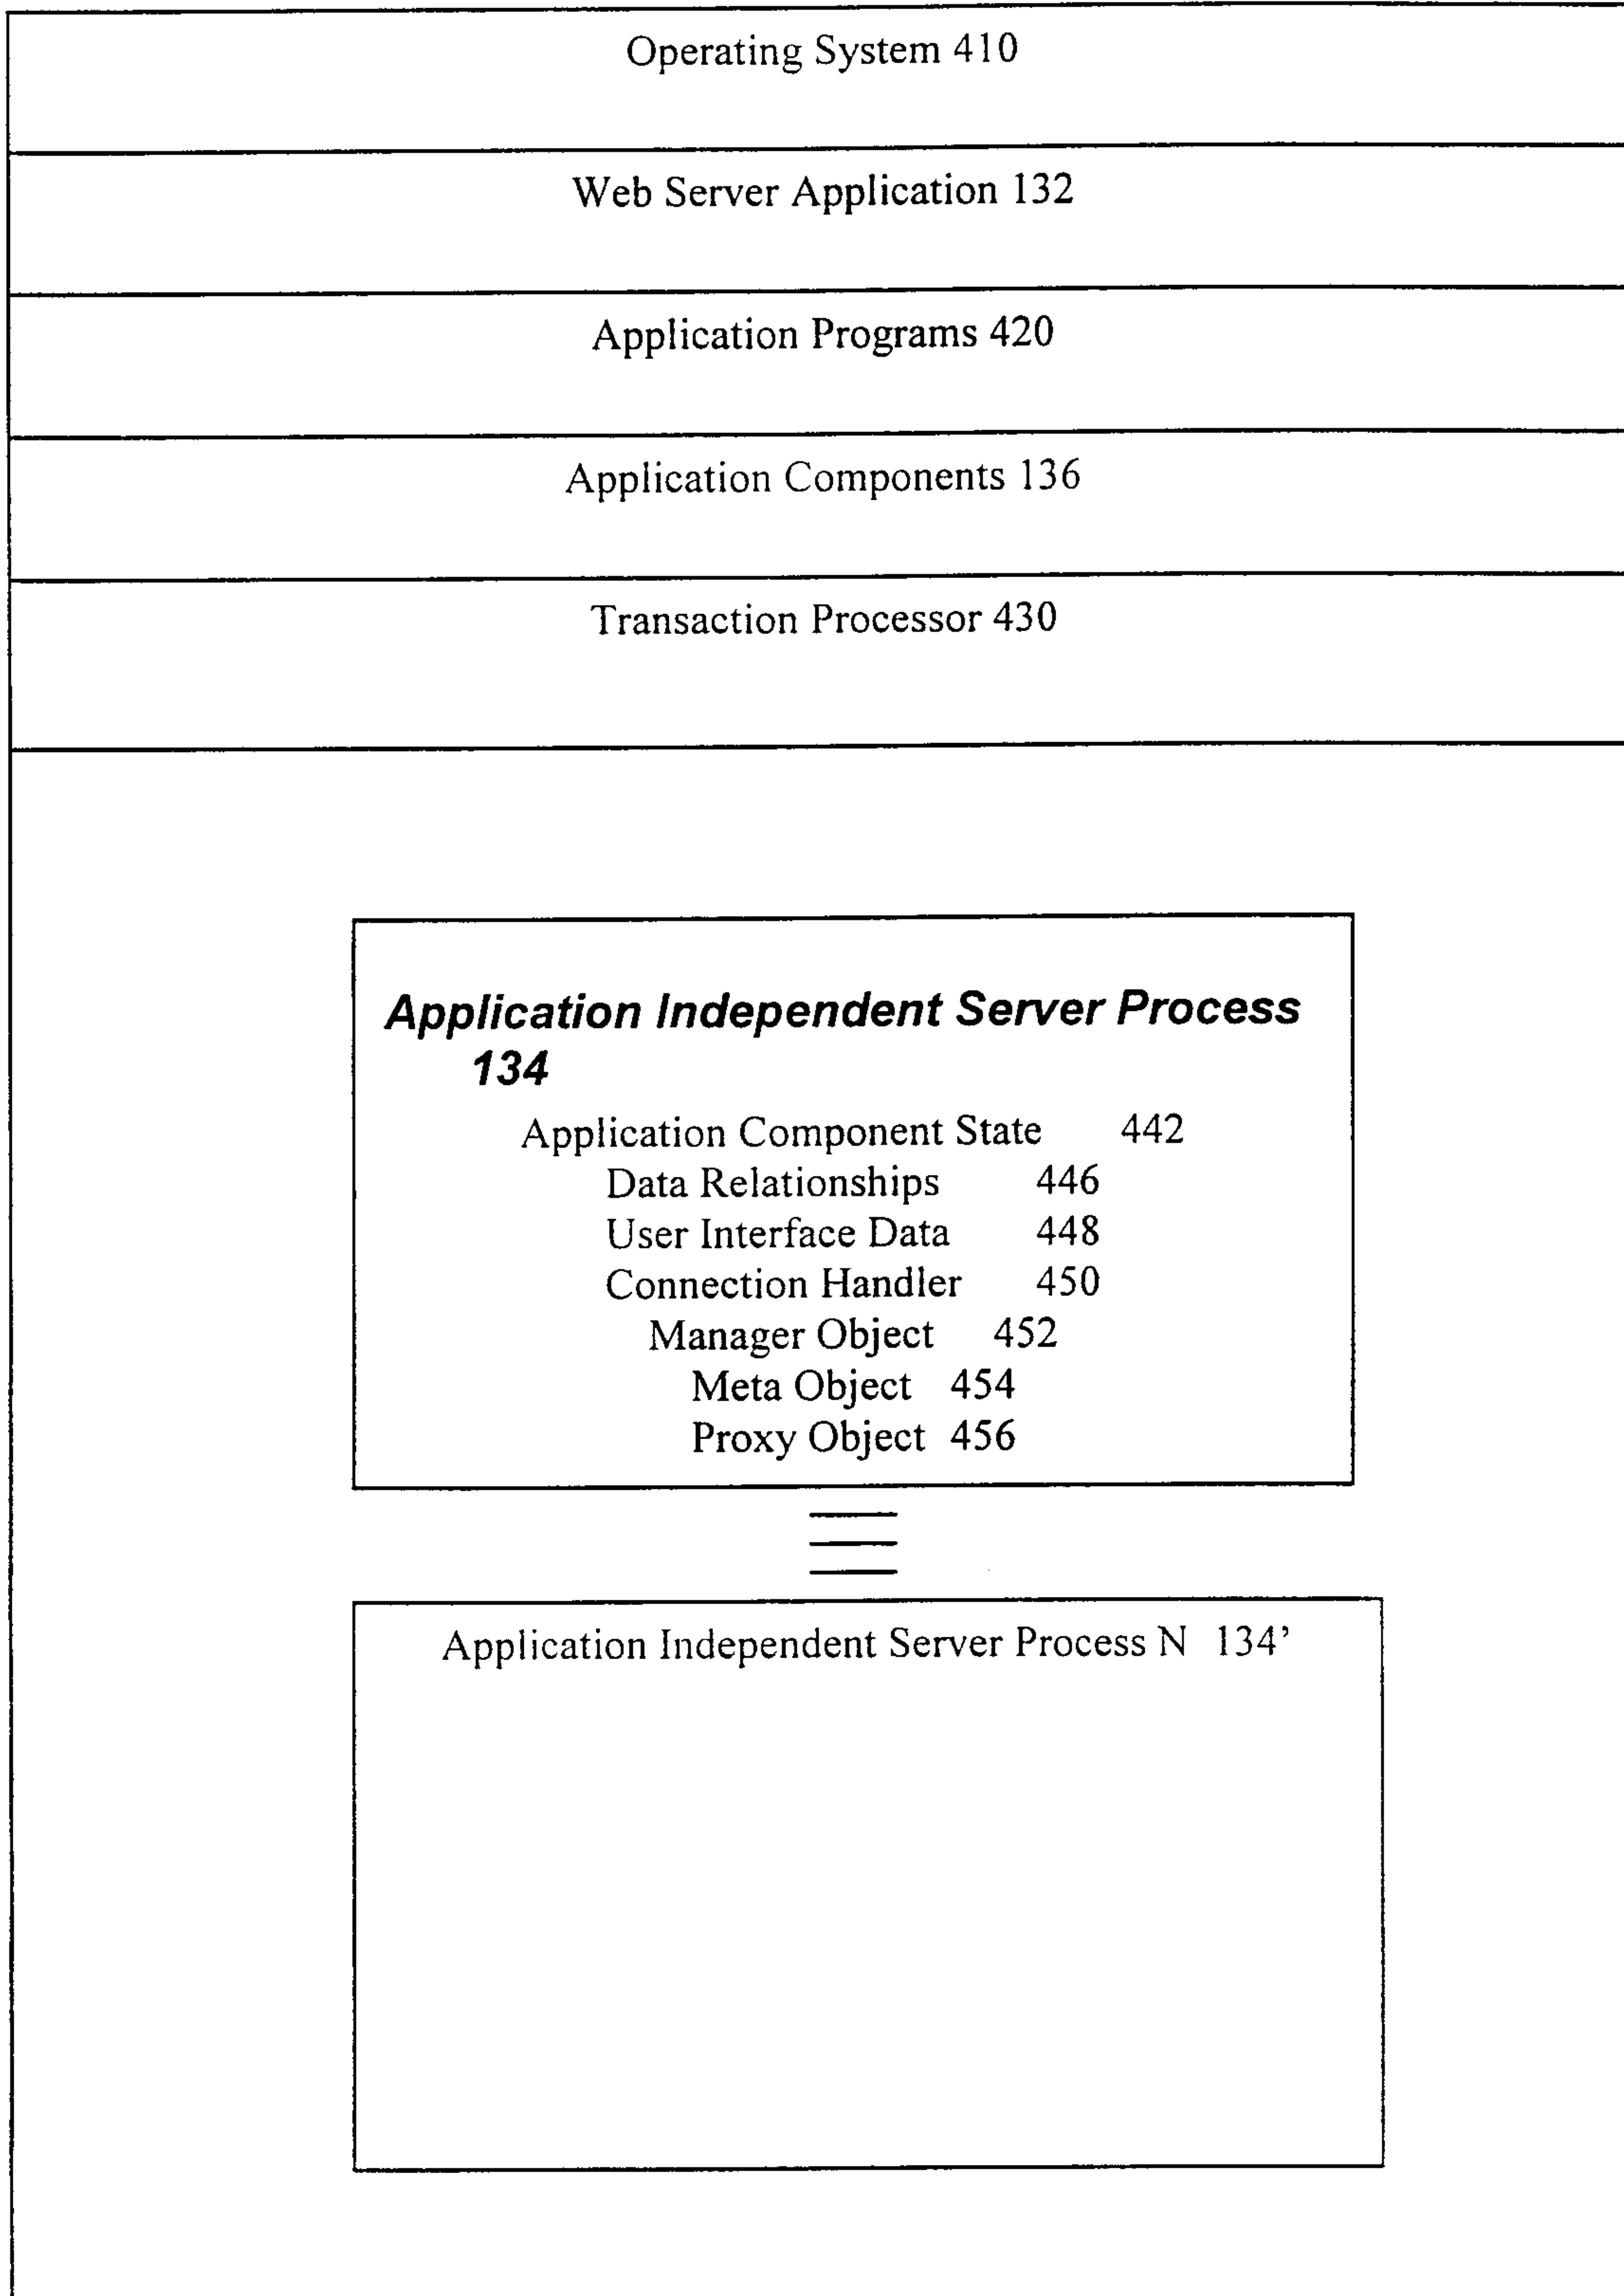 Operating System 410
Web Server Application 132
Application Programs 420
Application Components 136
Transaction Processor 430
Application Independent Server Process
134
Application Component State 442
Data Relationships 446
User Interface Data 448
Connection Handler 450
Manager Object 452
Meta Object 454
Proxy Object 456
Application Independent Server Process N 134’